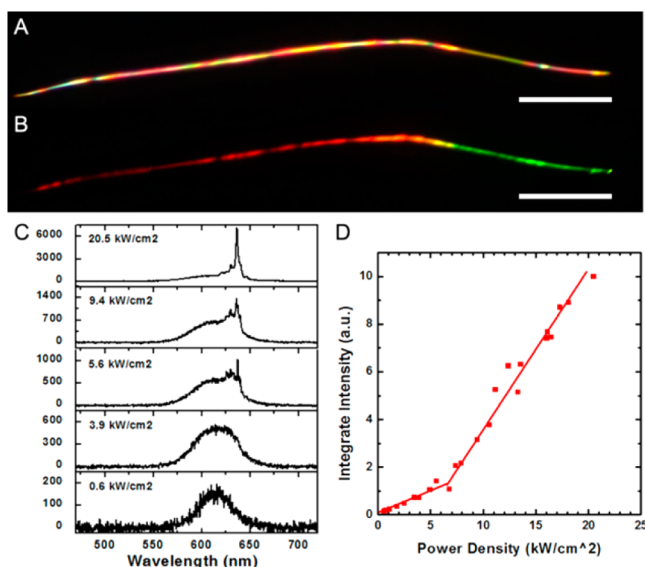 A
B
C
D
20.5 kW/cm2
6000
3000
0
9.4 kW/cm2
1400
700
0
5.6 kW/cm2
1000
500
0
3.9 kW/cm2
600
300
0
0.6 kW/cm2
200
100
0
500 550 600 650 700
Wavelength (nm)
Integrate Intensity (a.u.)
10
8
6
4
2
0
0 5 10 15 20 25
Power Density (kW/cm^2)